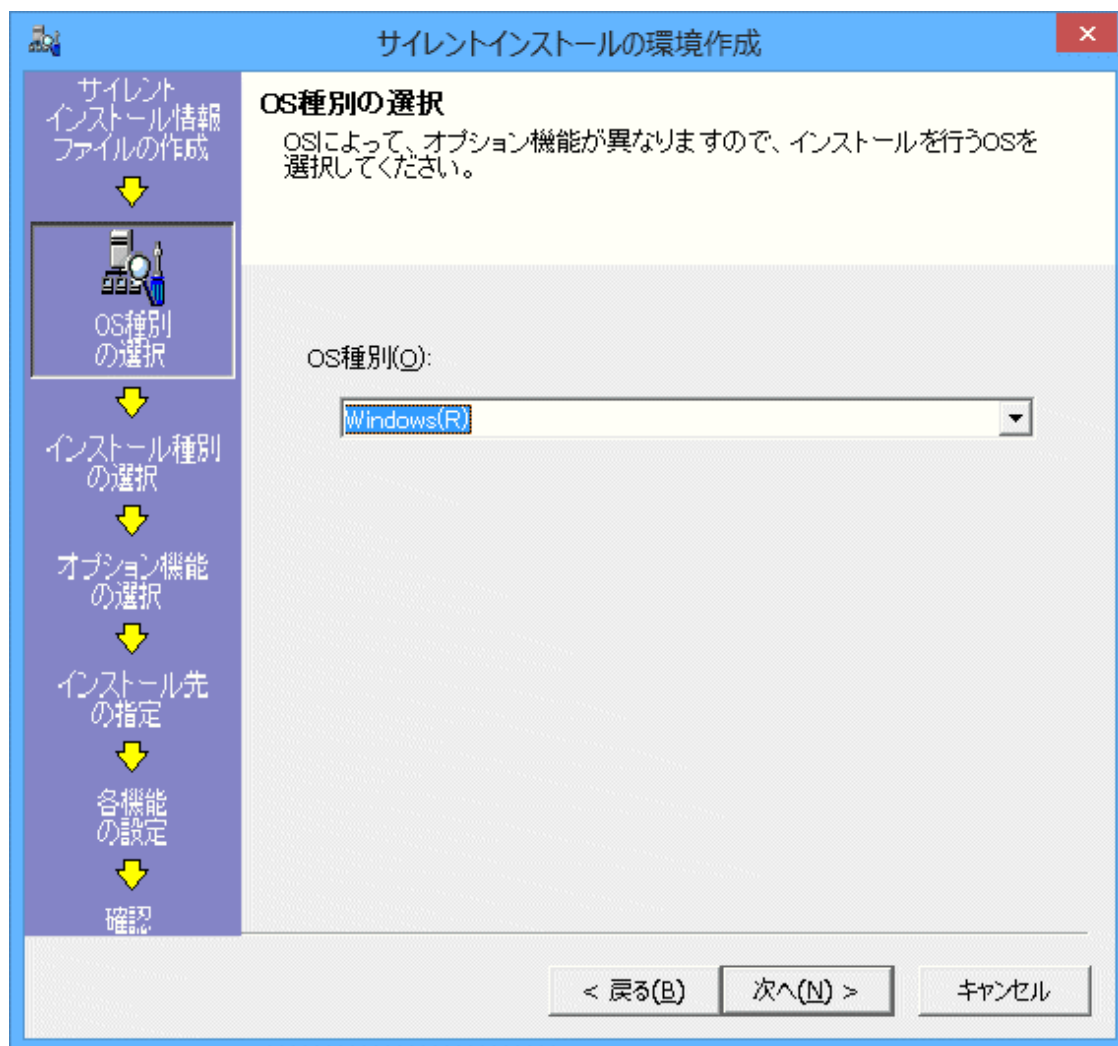 サイレントインストールの環境作成
サイレント
インストール情報
ファイルの作成
OS種別
の選択
インストール種別
の選択
オプション機能
の選択
インストール先
の指定
各機能
の設定
確認
OS種別の選択
OSによって、オプション機能が異なりますので、インストールを行うOSを
選択してください。
OS種別(O):
Windows(R)
< 戻る(B)
次へ(N) >
キャンセル